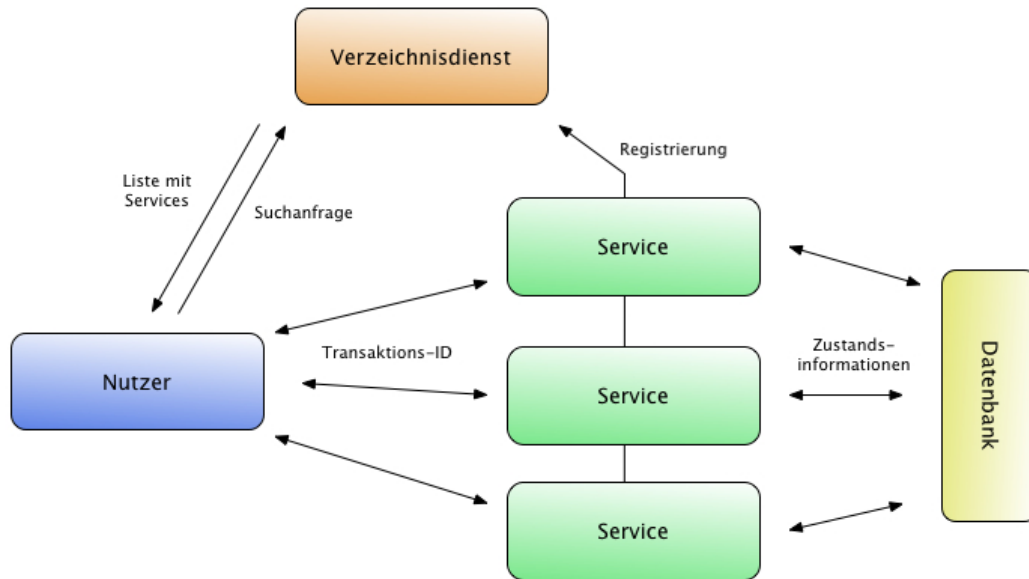 Verzeichnisdienst
Registrierung
Liste mit
Services
Suchanfrage
Service
Nutzer
Transaktions-ID
Service
Zustands-
informationen
Datenbank
Service